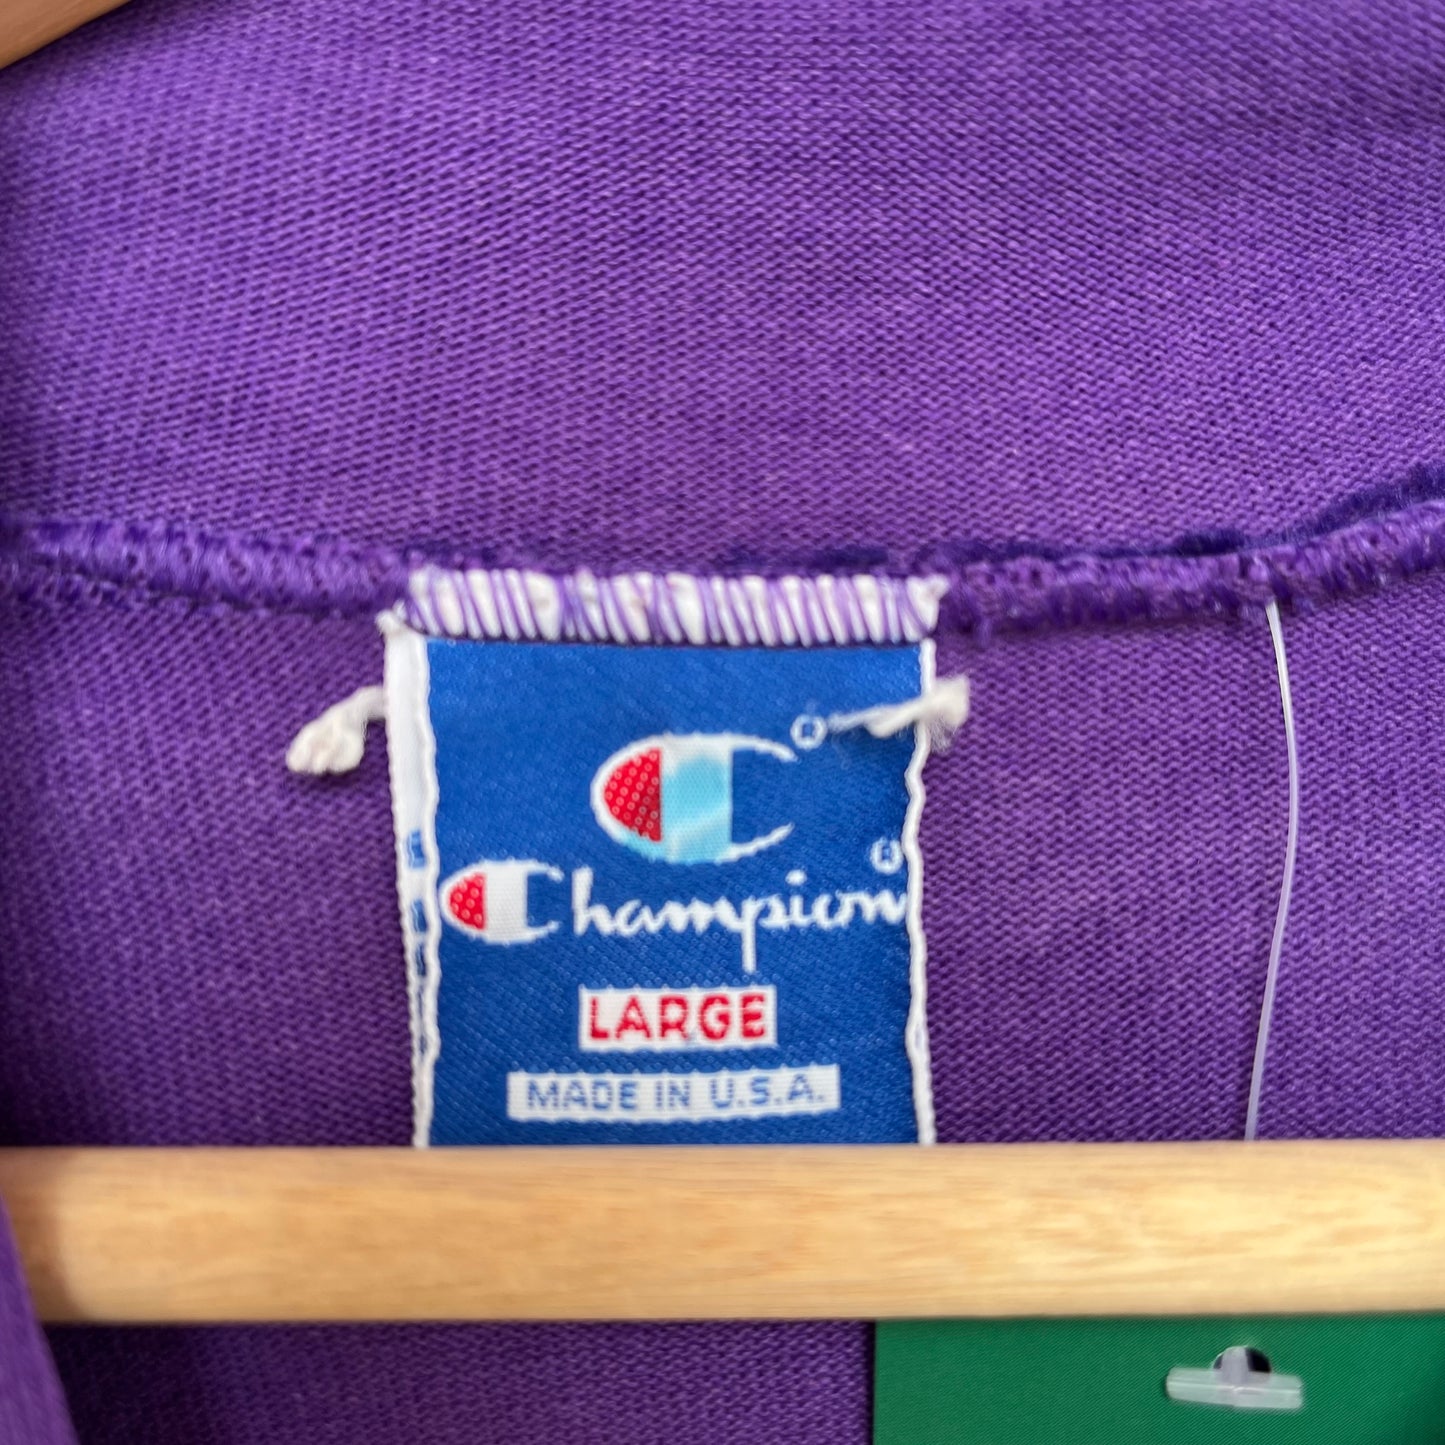 ®
Champion®
LARGE
MADE IN U.S.A.